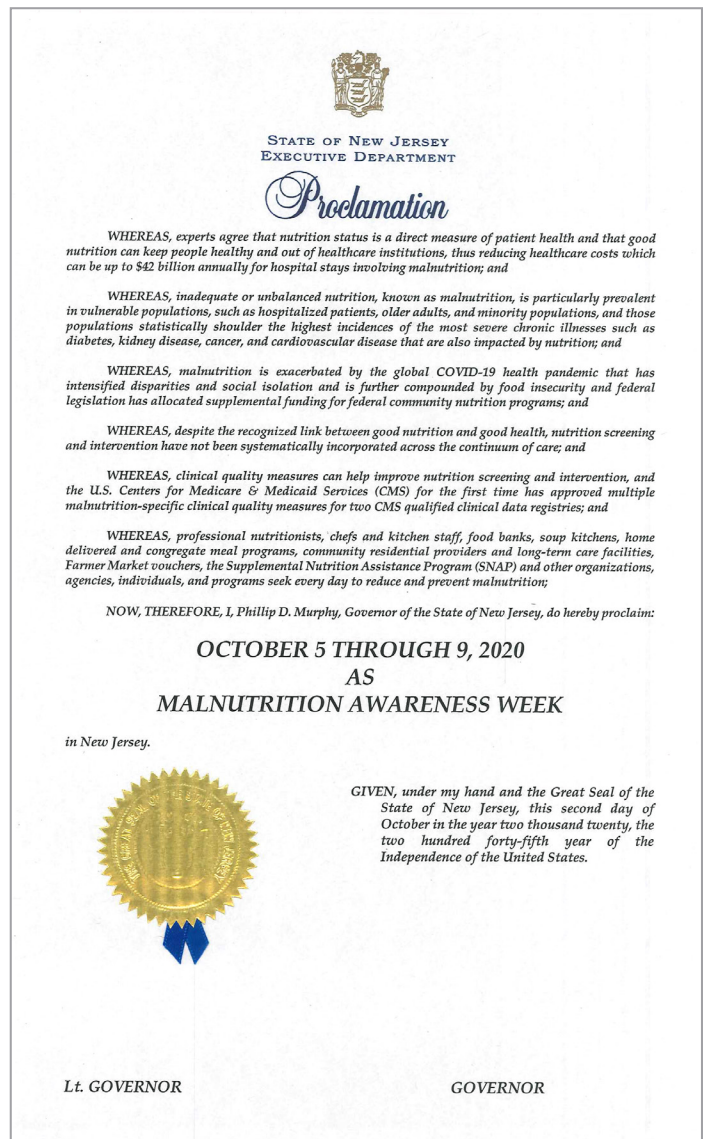 STATE OF NEW JERSEY
EXECUTIVE DEPARTMENT
Proclamation
WHEREAS, experts agree that nutrition status is a direct measure of patient health and that good
nutrition can keep people healthy and out of healthcare institutions, thus reducing healthcare costs which
can be up to $42 billion annually for hospital stays involving malnutrition; and
WHEREAS, inadequate or unbalanced nutrition, known as malnutrition, is particularly prevalent
in vulnerable populations, such as hospitalized patients, older adults, and minority populations, and those
populations statistically shoulder the highest incidences of the most severe chronic illnesses such as
diabetes, kidney disease, cancer, and cardiovascular disease that are also impacted by nutrition; and
WHEREAS, malnutrition is exacerbated by the global COVID-19 health pandemic that has
intensified disparities and social isolation and is further compounded by food insecurity and federal
legislation has allocated supplemental funding for federal community nutrition programs; and
WHEREAS, despite the recognized link between good nutrition and good health, nutrition screening
and intervention have not been systematically incorporated across the continuum of care; and
WHEREAS, clinical quality measures can help improve nutrition screening and intervention, and
the U.S. Centers for Medicare & Medicaid Services (CMS) for the first time has approved multiple
malnutrition-specific clinical quality measures for two CMS qualified clinical data registries; and
WHEREAS, professional nutritionists, chefs and kitchen staff, food banks, soup kitchens, home
delivered and congregate meal programs, community residential providers and long-term care facilities,
Farmer Market vouchers, the Supplemental Nutrition Assistance Program (SNAP) and other organizations,
agencies, individuals, and programs seek every day to reduce and prevent malnutrition;
NOW, THEREFORE, I, Phillip D. Murphy, Governor of the State of New Jersey, do hereby proclaim:
OCTOBER 5 THROUGH 9, 2020
AS
MALNUTRITION AWARENESS WEEK
in New Jersey.
GIVEN, under my hand and the Great Seal of the
State of New Jersey, this second day of
October in the year two thousand twenty, the
two hundred forty-fifth year of the
Independence of the United States.
Lt. GOVERNOR
GOVERNOR